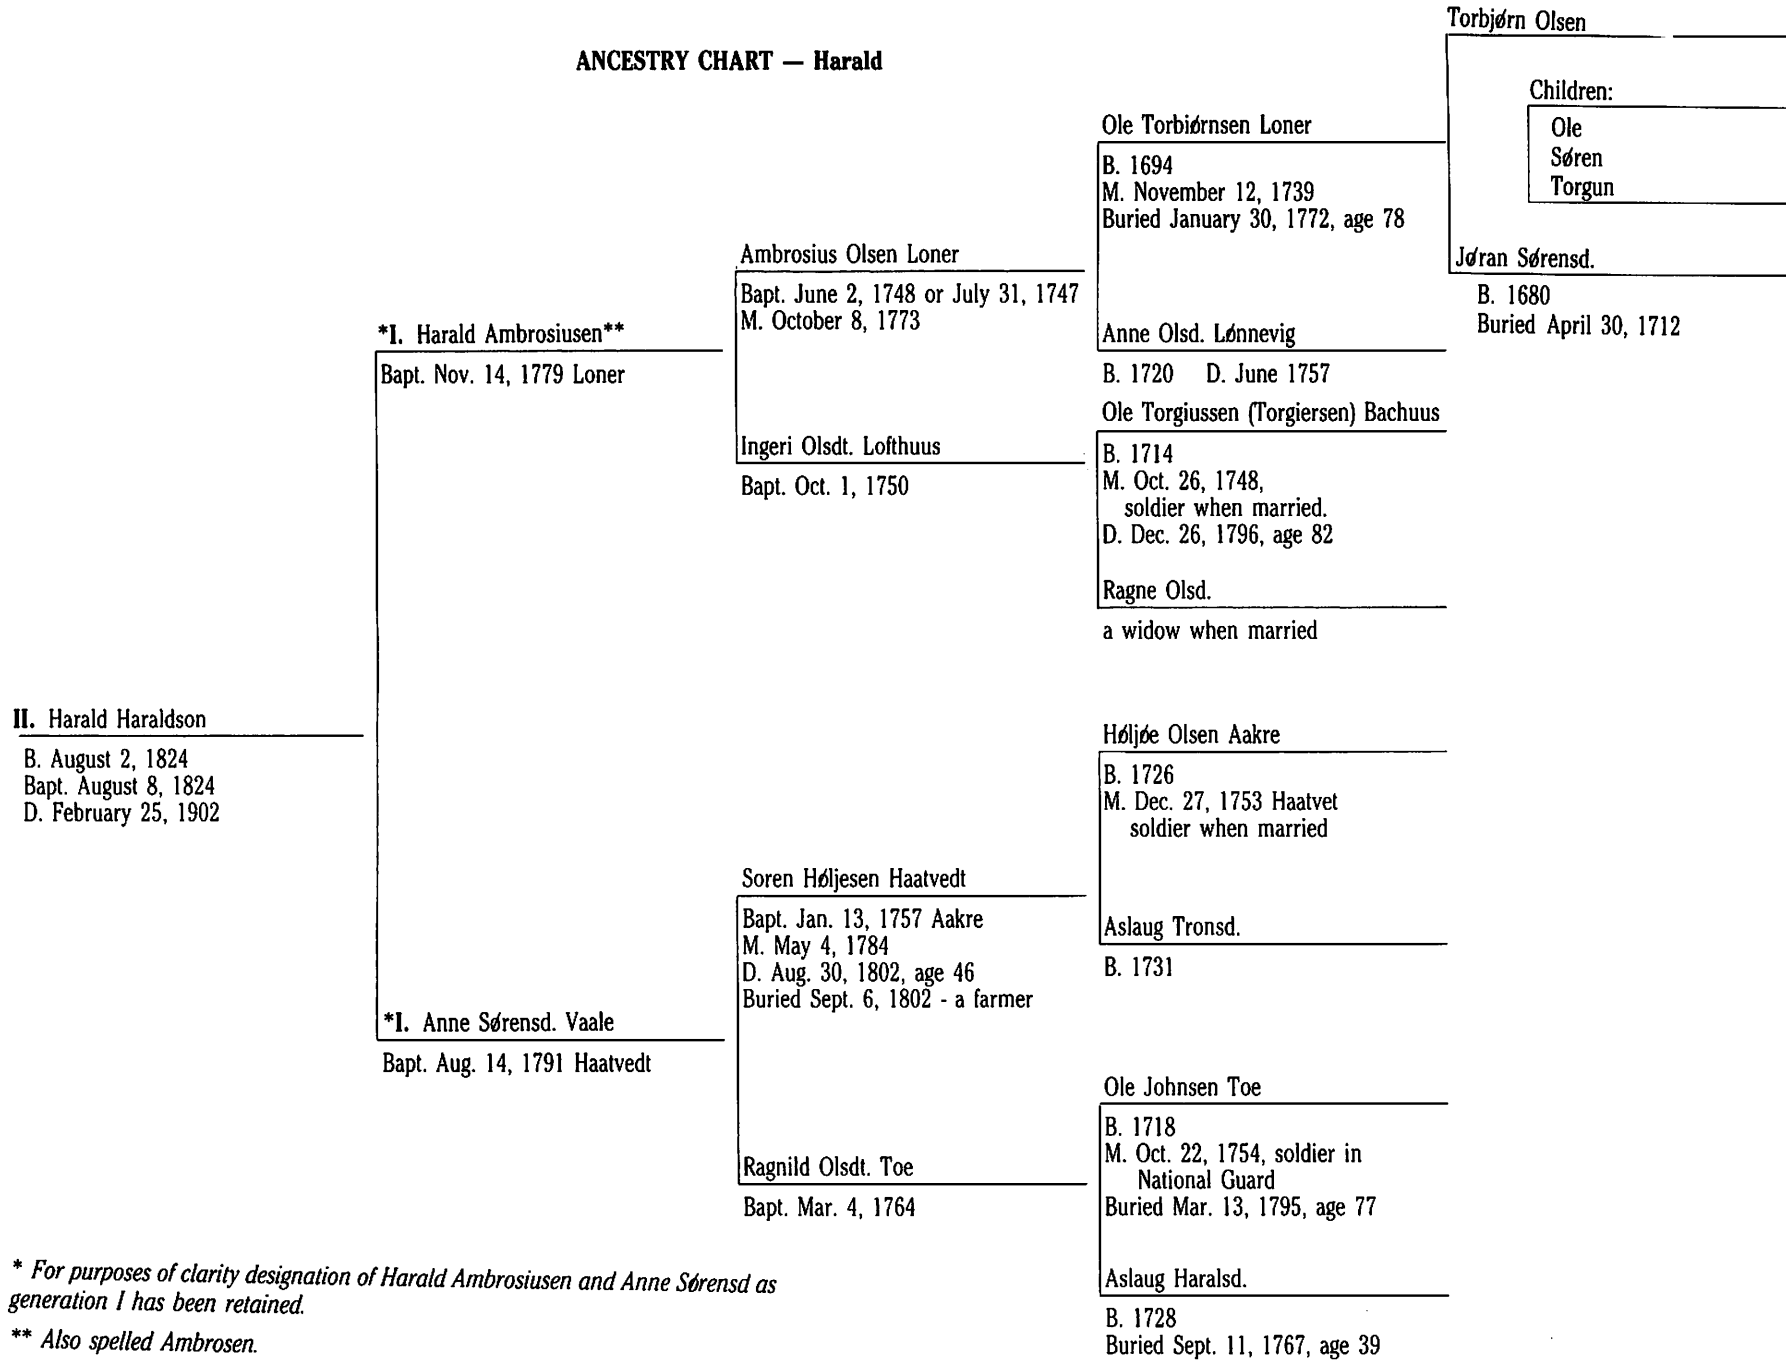 ANCESTRY CHART — Harald
Torbjørn Olsen
Children:
Ole
Søren
Torgun
Jøran Sørensd.
B. 1680
Buried April 30, 1712
Ole Torbiørnsen Loner
B. 1694
M. November 12, 1739
Buried January 30, 1772, age 78
Anne Olsd. Lønnevig
B. 1720 D. June 1757
Ambrosius Olsen Loner
Bapt. June 2, 1748 or July 31, 1747
M. October 8, 1773
Ingeri Olsdt. Lofthuus
Bapt. Oct. 1, 1750
Ole Torgiussen (Torgiersen) Bachuus
B. 1714
M. Oct. 26, 1748,
soldier when married.
D. Dec. 26, 1796, age 82
Ragne Olsd.
a widow when married
*I. Harald Ambrosiusen**
Bapt. Nov. 14, 1779 Loner
II. Harald Haraldson
B. August 2, 1824
Bapt. August 8, 1824
D. February 25, 1902
*I. Anne Sørensd. Vaale
Bapt. Aug. 14, 1791 Haatvedt
Soren Høljesen Haatvedt
Bapt. Jan. 13, 1757 Aakre
M. May 4, 1784
D. Aug. 30, 1802, age 46
Buried Sept. 6, 1802 - a farmer
Ragnild Olsdt. Toe
Bapt. Mar. 4, 1764
Høljøe Olsen Aakre
B. 1726
M. Dec. 27, 1753 Haatvet
soldier when married
Aslaug Tronsd.
B. 1731
Ole Johnsen Toe
B. 1718
M. Oct. 22, 1754, soldier in
National Guard
Buried Mar. 13, 1795, age 77
Aslaug Haralsd.
B. 1728
Buried Sept. 11, 1767, age 39
* For purposes of clarity designation of Harald Ambrosiusen and Anne Sørensd as
generation I has been retained.
** Also spelled Ambrosen.